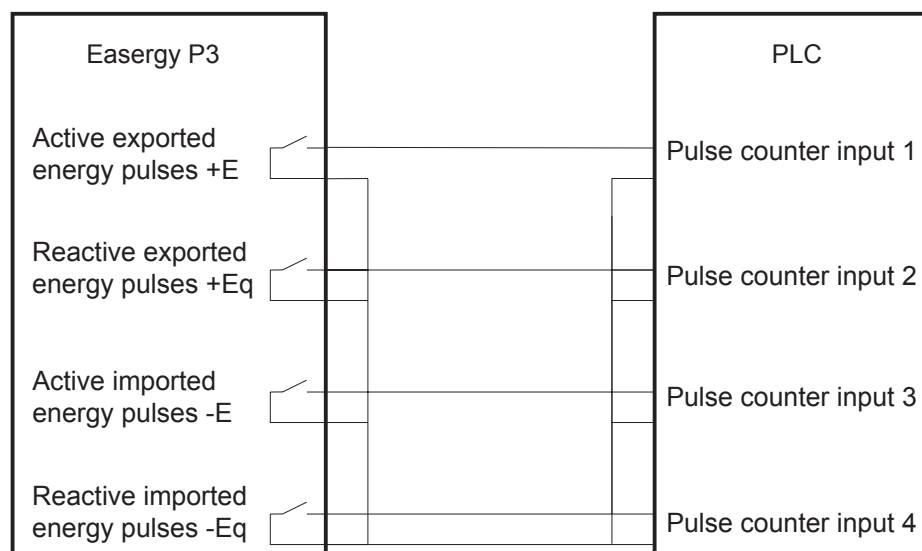 Easergy P3
PLC
Active exported
energy pulses +E
Pulse counter input 1
Reactive exported
energy pulses +Eq
Pulse counter input 2
Active imported
energy pulses -E
Pulse counter input 3
Reactive imported
energy pulses -Eq
Pulse counter input 4